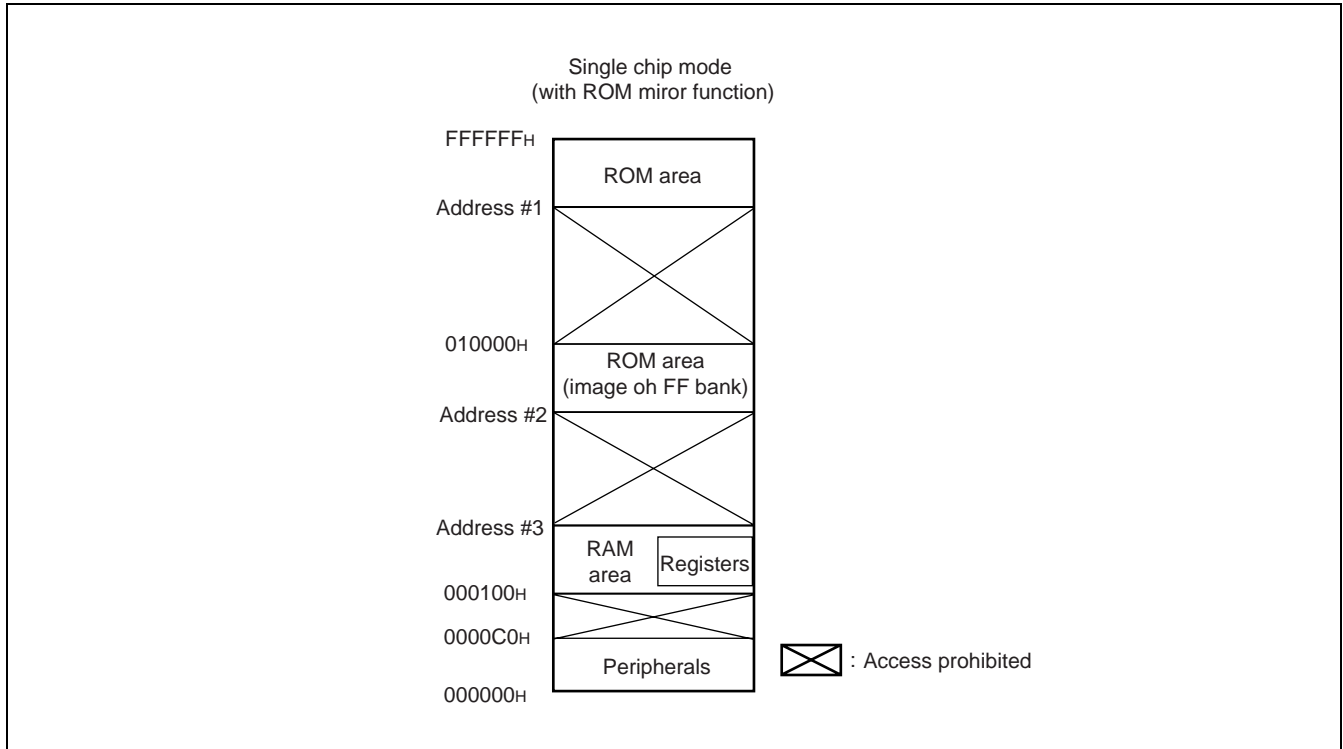 Single chip mode
(with ROM miror function)
FFFFFFH
ROM area
Address #1
010000H
ROM area
(image oh FF bank)
Address #2
Address #3
RAM
area
Registers
000100H
0000C0H
Peripherals
: Access prohibited
000000H